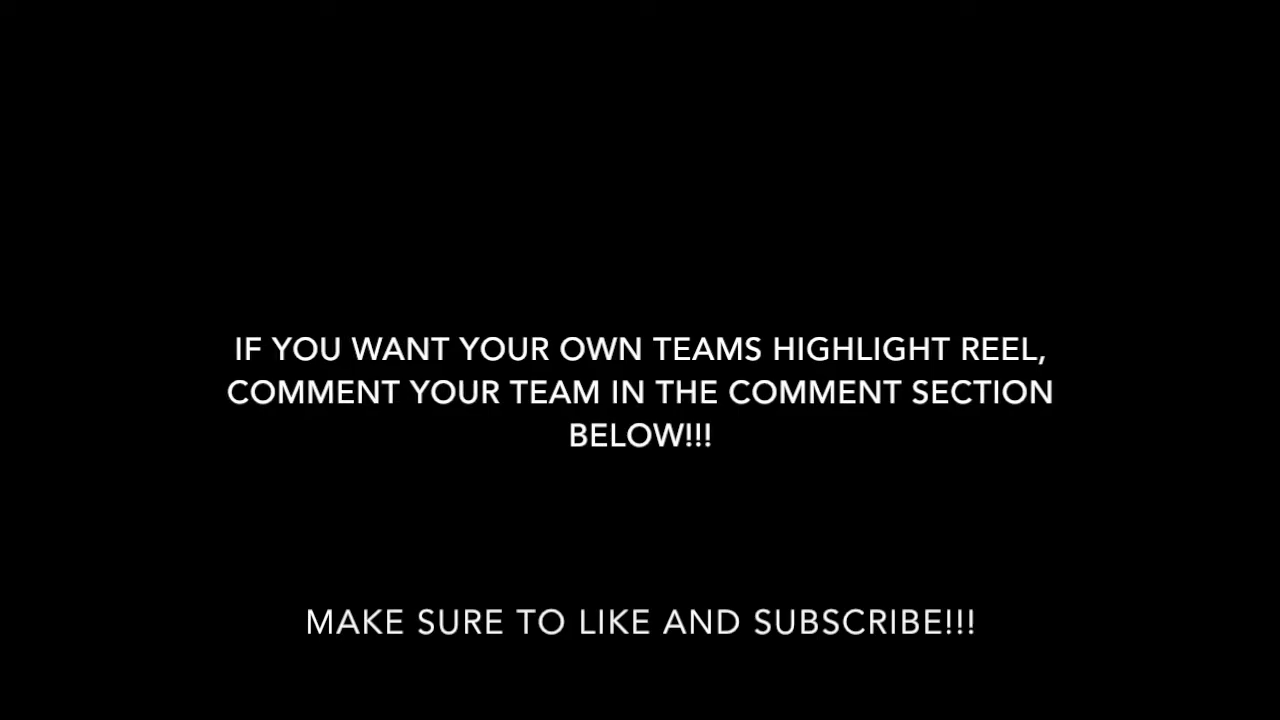 IF YOU WANT YOUR OWN TEAMS HIGHLIGHT REEL,
COMMENT YOUR TEAM IN THE COMMENT SECTION
BELOW!!!
MAKE SURE TO LIKE AND SUBSCRIBE!!!